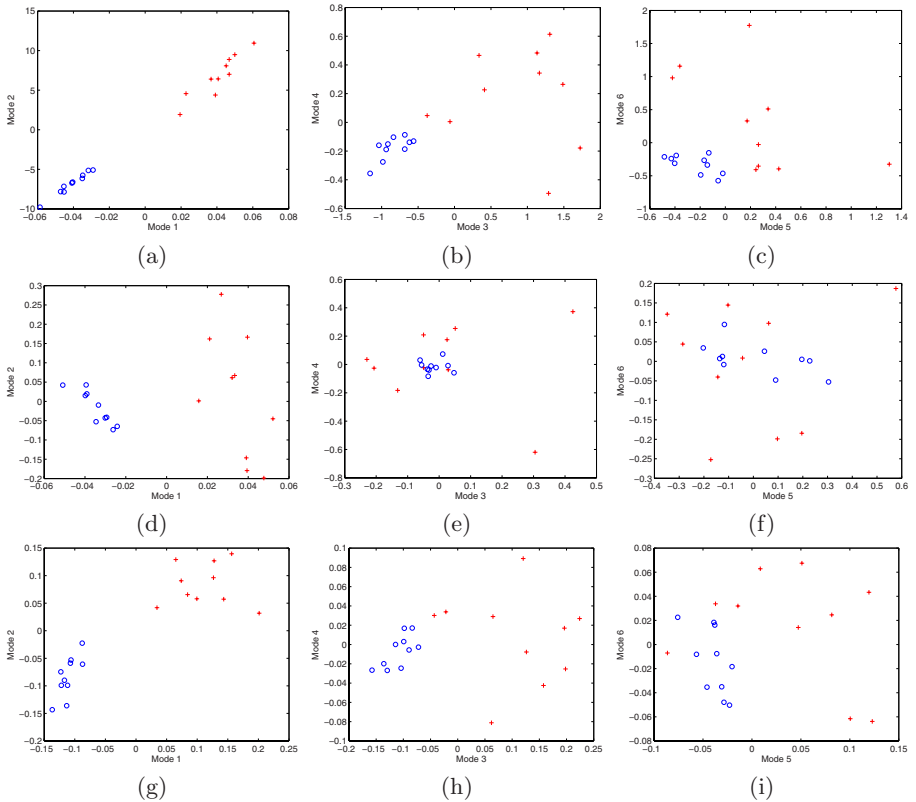 15
10
5
0
−5
−10
−0.06 −0.04 −0.02 0 0.02 0.04 0.06 0.08
Mode 1
Mode 2
(a)
0.8
0.6
0.4
0.2
0
−0.2
−0.4
−0.6
−1.5 −1 −0.5 0 0.5 1 1.5 2
Mode 3
Mode 4
(b)
2
1.5
1
0.5
0
−0.5
1
−0.6 −0.4 −0.2 0 0.2 0.4 0.6 0.8 1.0 1.2 1.4
Mode 5
Mode 6
(c)
0.3
0.25
0.2
0.15
0.1
0.05
0
−0.05
−0.1
−0.15
−0.2
−0.06 −0.04 −0.02 0 0.02 0.04 0.06
Mode 1
Mode 2
(d)
0.6
0.4
0.2
0
−0.2
−0.4
−0.6
−0.8
−0.3 −0.2 −0.1 0 0.1 0.2 0.3 0.4 0.5
Mode 3
Mode 4
(e)
0.2
0.15
0.1
0.05
0
−0.05
−0.1
−0.15
−0.20
−0.25
−0.3
−0.4 −0.3 −0.2 −0.1 0 0.1 0.2 0.3 0.4 0.5 0.6
Mode 5
Mode 6
(f)
0.15
0.1
0.05
0
−0.05
−0.1
−0.15
−0.2
−0.15 −0.1 −0.05 0 0.05 0.1 0.15 0.2 0.25
Mode 1
Mode 2
(g)
0.1
0.08
0.06
0.04
0.02
0
−0.02
−0.04
−0.06
−0.08
−0.1
−0.2 −0.15 −0.1 −0.05 0 0.05 0.1 0.15 0.2 0.25
Mode 3
Mode 4
(h)
0.08
0.06
0.04
0.02
0
−0.02
−0.04
−0.06
−0.08
−0.1 −0.05 0 0.05 0.1 0.15
Mode 5
Mode 6
(i)